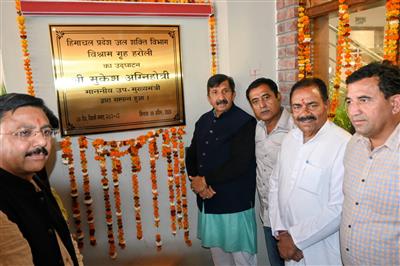 हिमाचल प्रदेश जल शक्ति विभाग
विश्राम गृह हरोली
का उद्घाटन
श्री मुकेश अग्निहोत्री
माननीय उप-मुख्यमंत्री
द्वारा सम्पन्न हुआ।